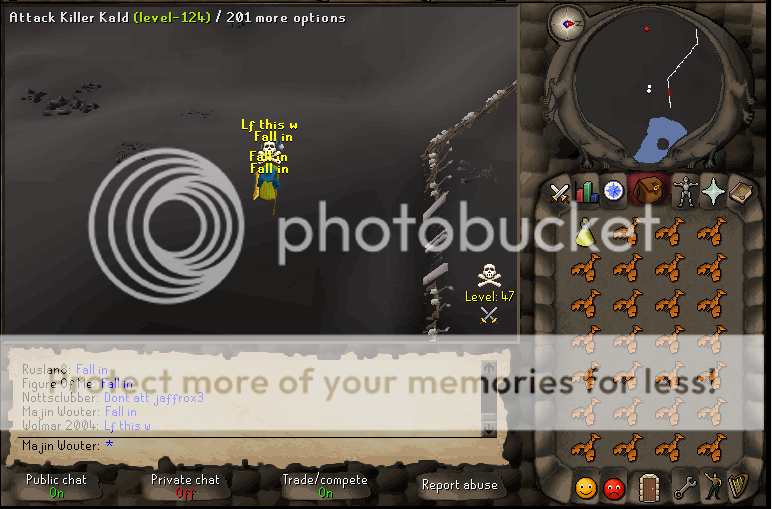 Attack Killer Kald (level-124) / 201 more options
Lf this w
Fall in
Fall in
Fall in
photobucket
Level: 47
Protect more of your memories for less!
Ruslan8: Fall in
Figure Of Me: Fall in
Nottsclubber: Dont att jaffrox3
Majin Wouter: Fall in
Wolmar 2004: Lf this w
Majin Wouter: *
Public chat
On
Private chat
Off
Trade/compete
On
Report abuse